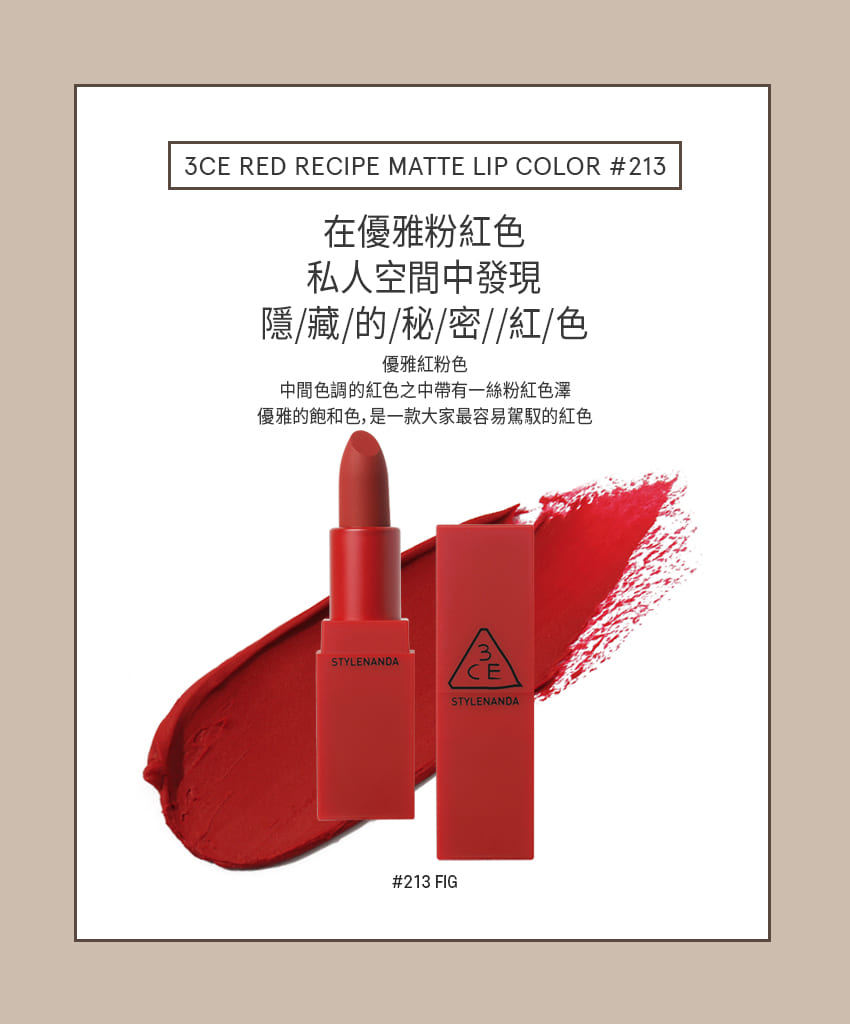 3CE RED RECIPE MATTE LIP COLOR #213
在優雅粉紅色
私人空間中發現
隱/藏/的/秘/密//紅/色
優雅紅粉色
中間色調的紅色之中帶有一絲粉紅色澤
優雅的飽和色, 是一款大家最容易駕馭的紅色
STYLENANDA
3
CE
STYLENANDA
#213 FIG